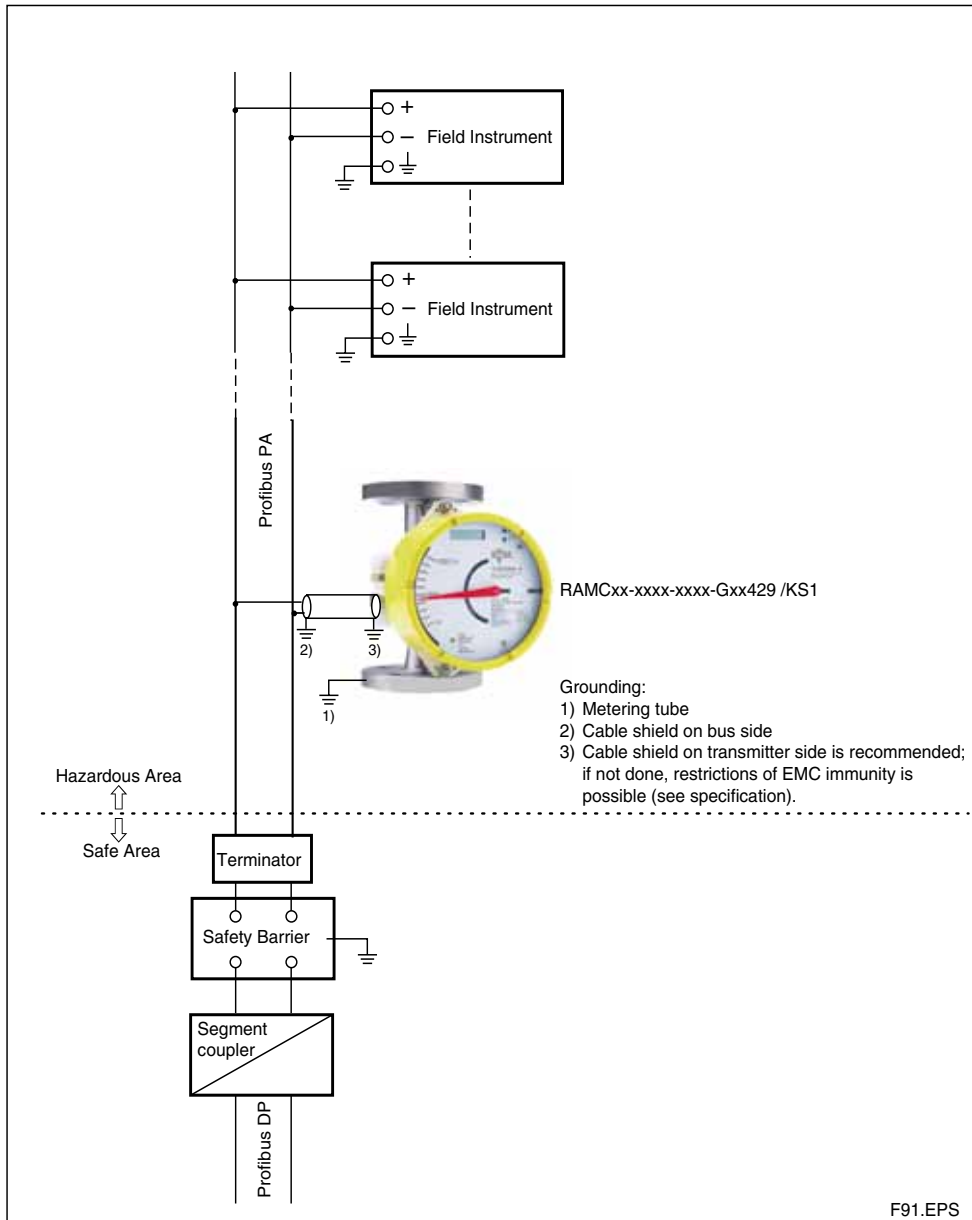 +
– Field Instrument
+
– Field Instrument
Profibus PA
RAMCxx-xxxx-xxxx-Gxx429 /KS1
2)
3)
1)
Grounding:
1) Metering tube
2) Cable shield on bus side
3) Cable shield on transmitter side is recommended;
if not done, restrictions of EMC immunity is
possible (see specification).
Hazardous Area
Safe Area
Terminator
Safety Barrier
Segment
coupler
Profibus DP
F91.EPS